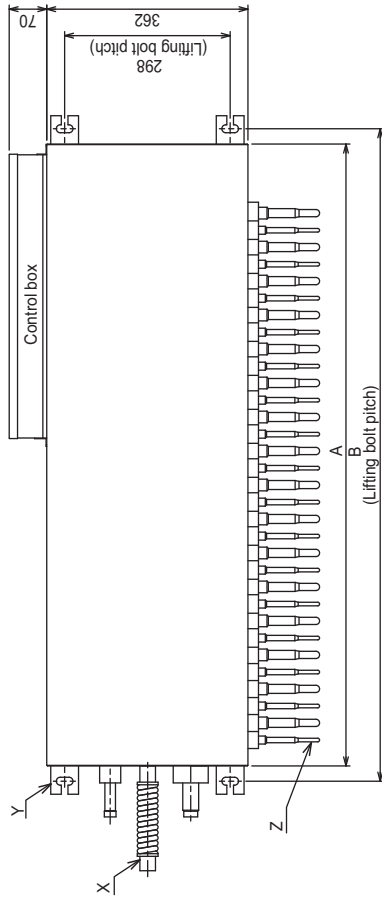 70
362
298
(Lifting bolt pitch)
Control box
A
B
(Lifting bolt pitch)
Y
X
Z